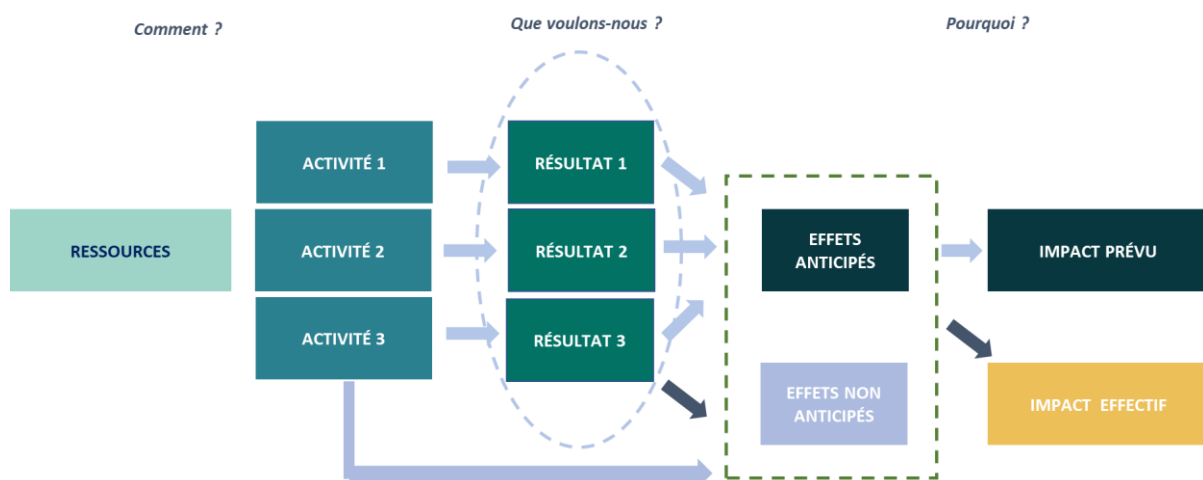 Comment ?
Que voulons-nous ?
Pourquoi ?
ACTIVITÉ 1
RÉSULTAT 1
RESSOURCES
ACTIVITÉ 2
RÉSULTAT 2
EFFETS
ANTICIPÉS
IMPACT PRÉVU
ACTIVITÉ 3
RÉSULTAT 3
EFFETS NON
ANTICIPÉS
IMPACT EFFECTIF